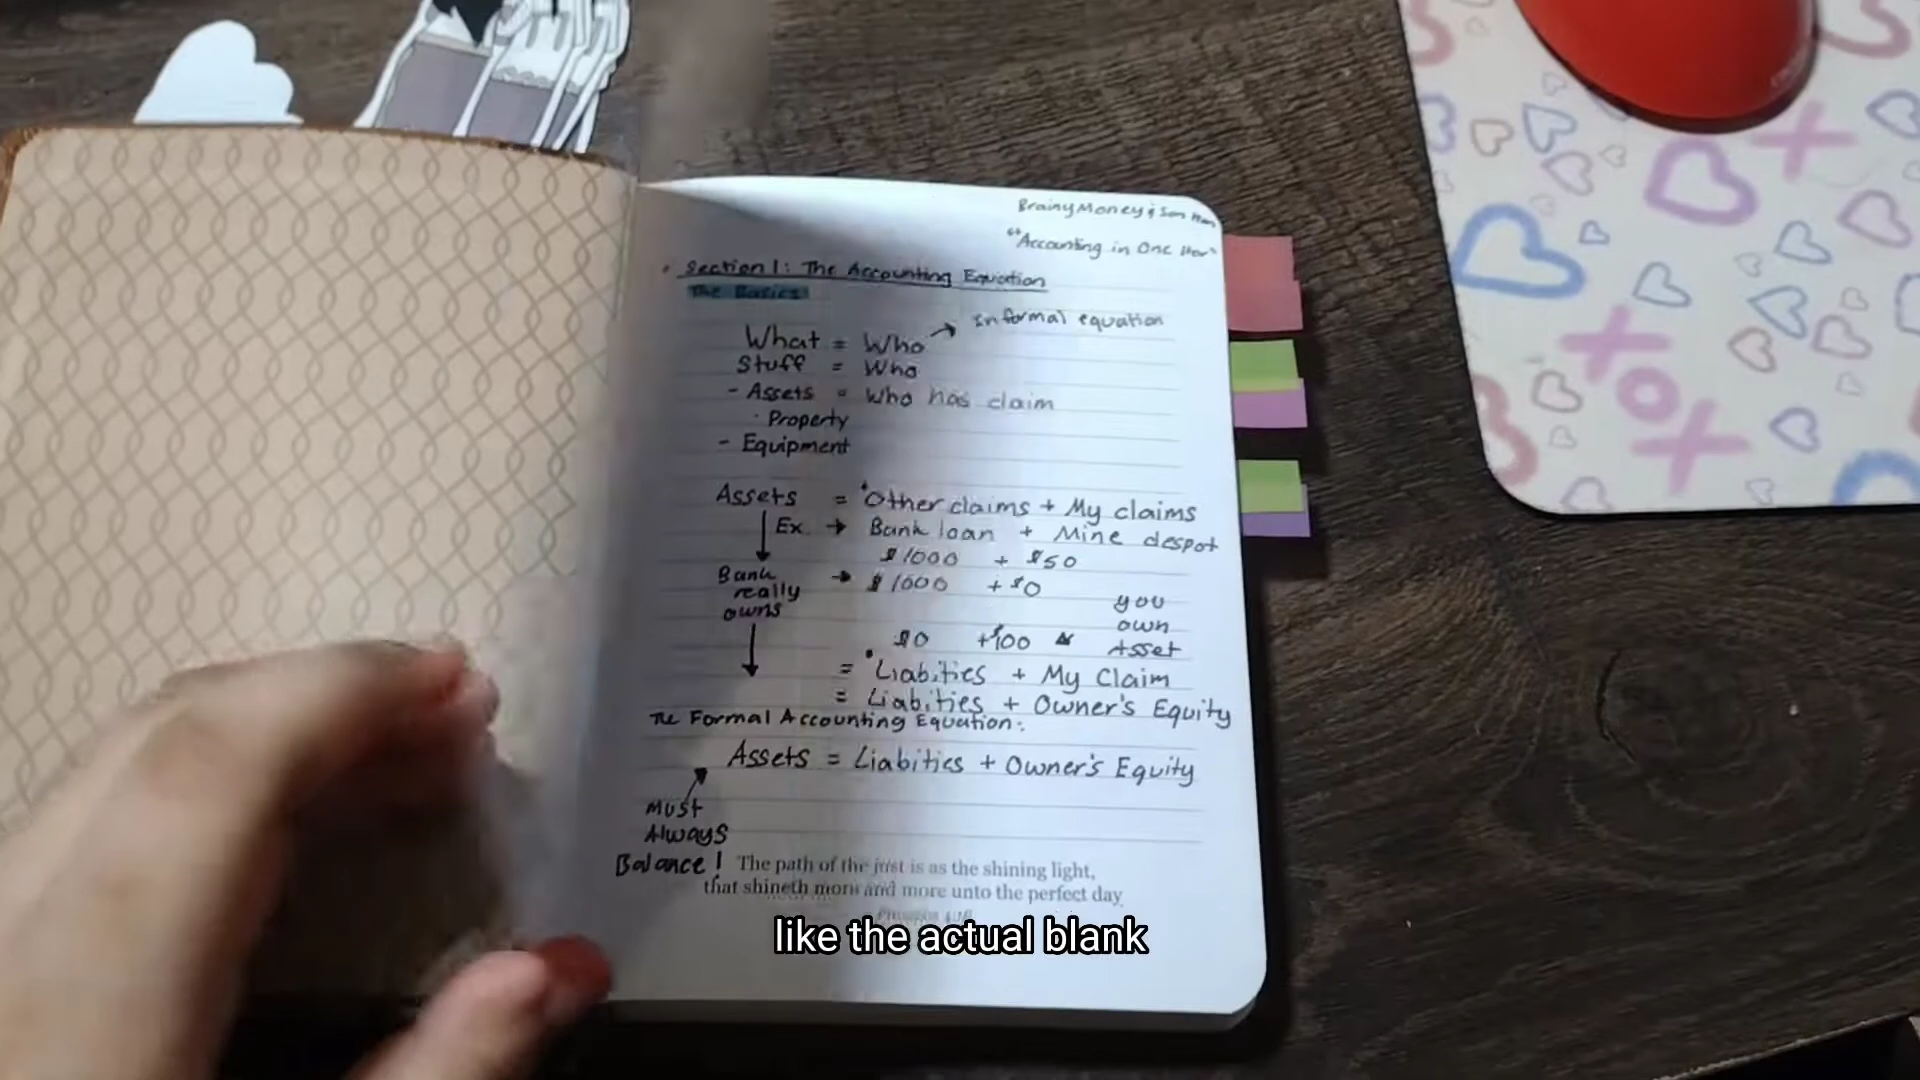 BrainyMoney & Sam
"Accounting in One Hour"
Section 1: The Accounting Equation
The Basics
What = Who → informal equation
Stuff = Who
- Assets = Who has claim
· Property
- Equipment
Assets = Other claims + My claims
Ex. → Bank loan + Mine despot
$1000 + $50
Bank really owns → $1000 + $0
$0 + $100 you own Asset
= Liabities + My Claim
= Liabities + Owner's Equity
The Formal Accounting Equation:
Assets = Liabities + Owner's Equity
Must
Always
Balance!
The path of the just is as the shining light,
that shineth more and more unto the perfect day
like the actual blank